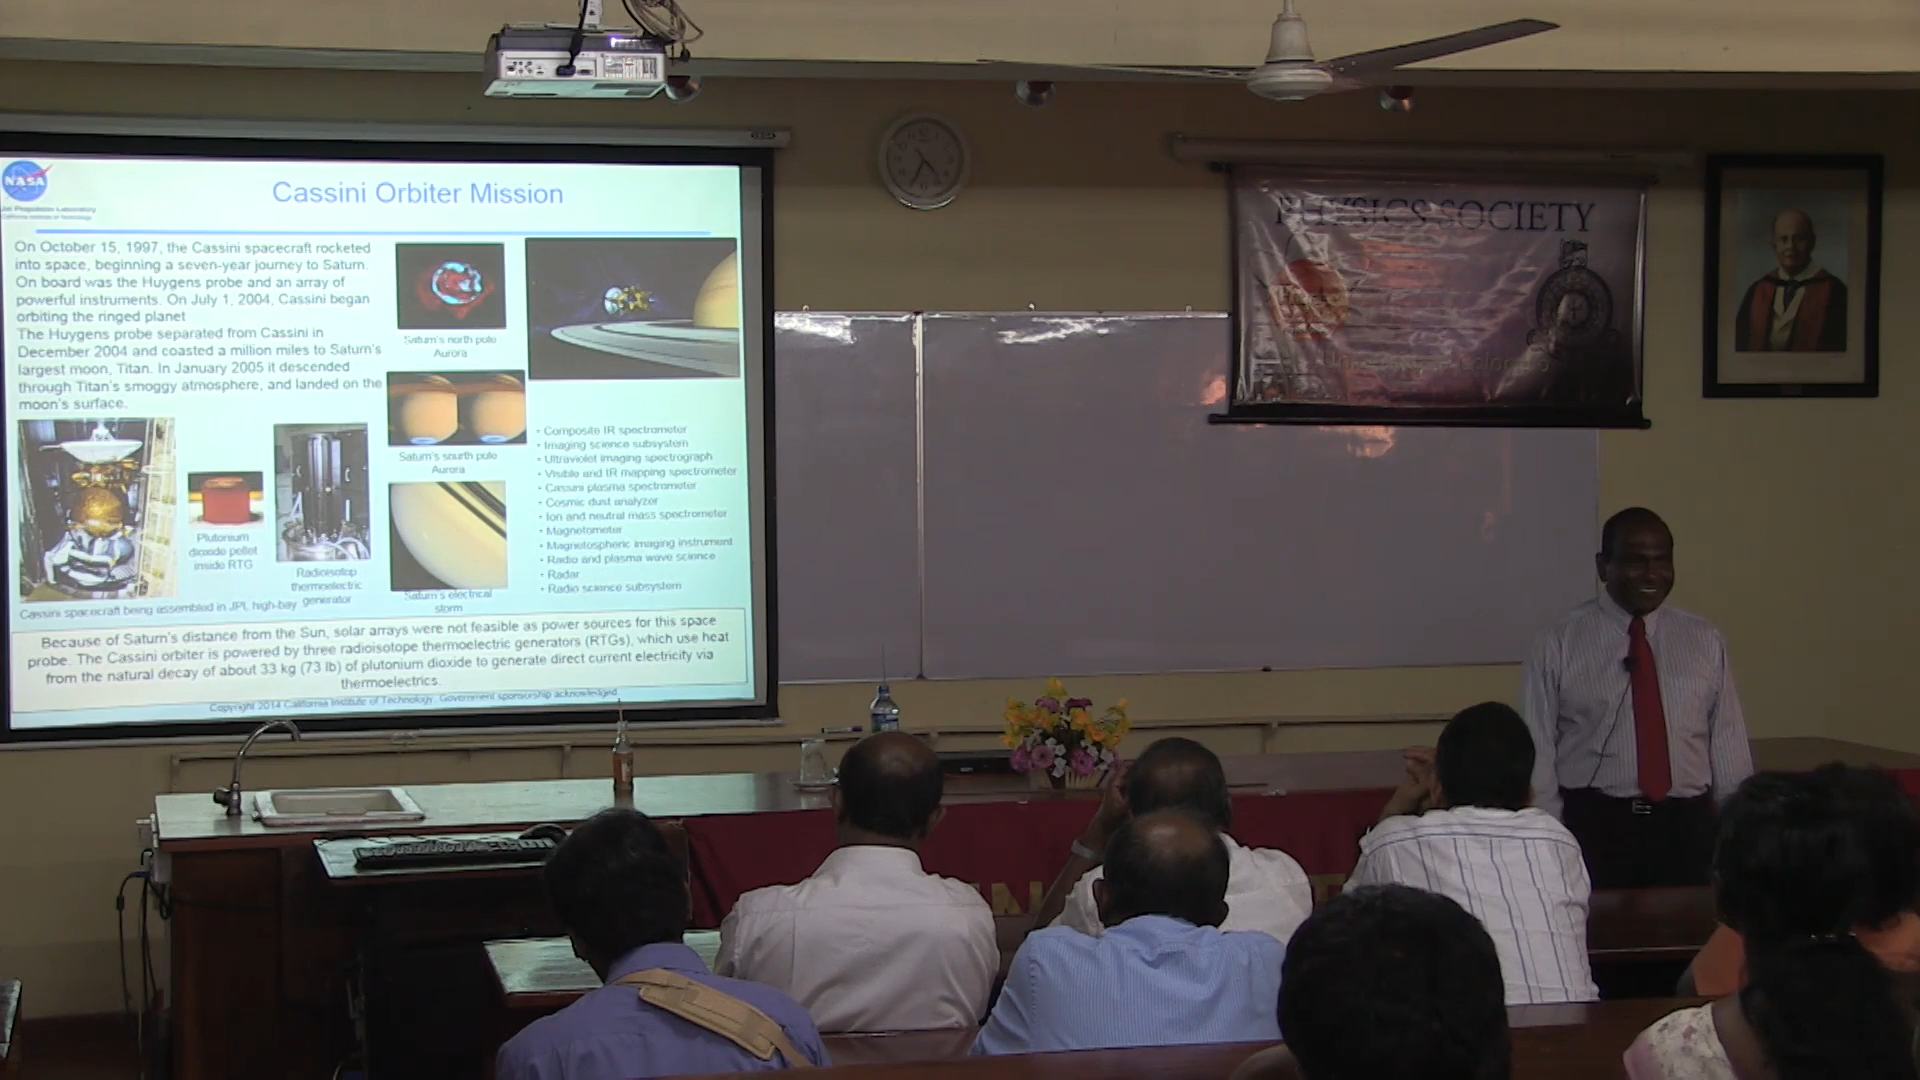 NASA
Jet Propulsion Laboratory
California Institute of Technology
Cassini Orbiter Mission
On October 15, 1997, the Cassini spacecraft rocketed
into space, beginning a seven-year journey to Saturn.
On board was the Huygens probe and an array of
powerful instruments. On July 1, 2004, Cassini began
orbiting the ringed planet
The Huygens probe separated from Cassini in
December 2004 and coasted a million miles to Saturn's
largest moon, Titan. In January 2005 it descended
through Titan's smoggy atmosphere, and landed on the
moon's surface.
Saturn's north pole
Aurora
Saturn's south pole
Aurora
Saturn's electrical
storm
Plutonium
dioxide pellet
inside RTG
Radioisotop
thermoelectric
generator
Cassini spacecraft being assembled in JPL high-bay
• Composite IR spectrometer
• Imaging science subsystem
• Ultraviolet imaging spectrograph
• Visible and IR mapping spectrometer
• Cassini plasma spectrometer
• Cosmic dust analyzer
• Ion and neutral mass spectrometer
• Magnetometer
• Magnetospheric imaging instrument
• Radio and plasma wave science
• Radar
• Radio science subsystem
Because of Saturn's distance from the Sun, solar arrays were not feasible as power sources for this space
probe. The Cassini orbiter is powered by three radioisotope thermoelectric generators (RTGs), which use heat
from the natural decay of about 33 kg (73 lb) of plutonium dioxide to generate direct current electricity via
thermoelectrics.
Copyright 2014 California Institute of Technology. Government sponsorship acknowledged.
PHYSICS SOCIETY